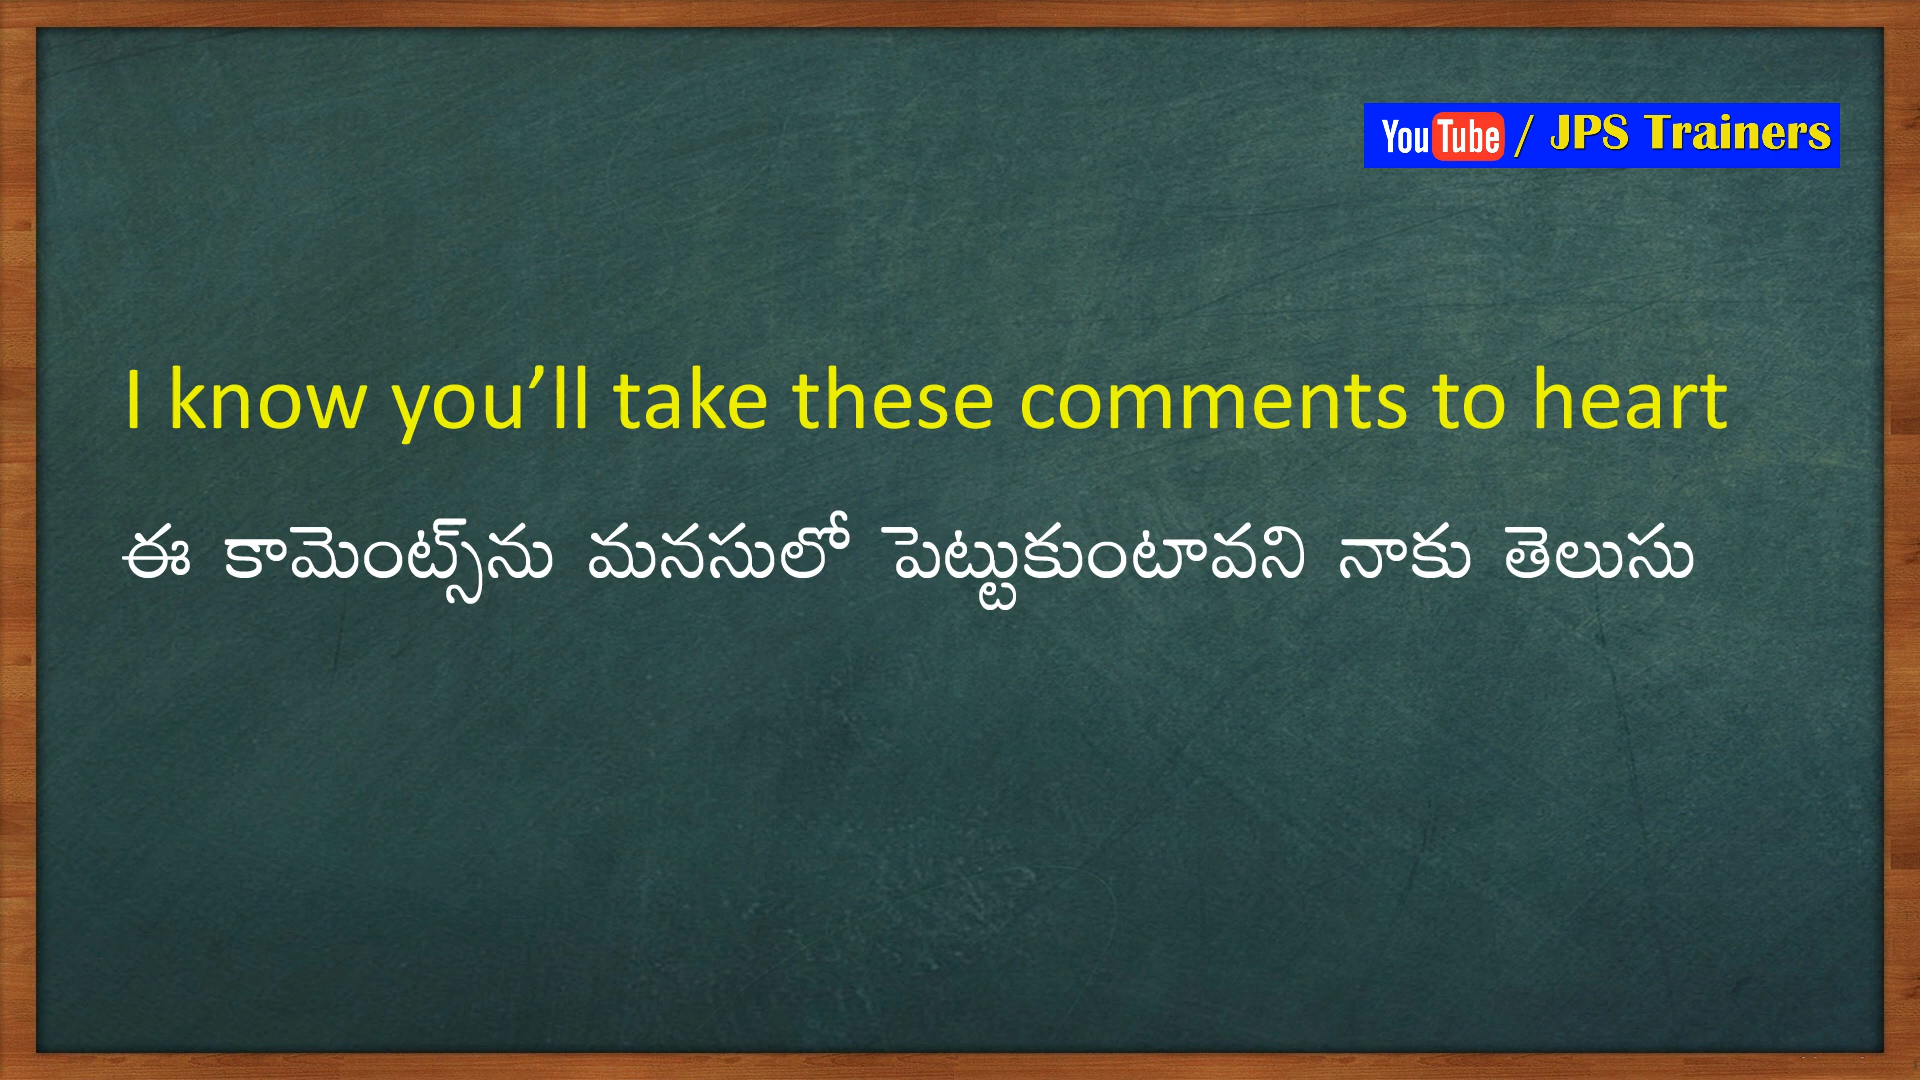 YouTube / JPS Trainers
I know you’ll take these comments to heart
ఈ కామెంట్స్‌ను మనసులో పెట్టుకుంటావని నాకు తెలుసు